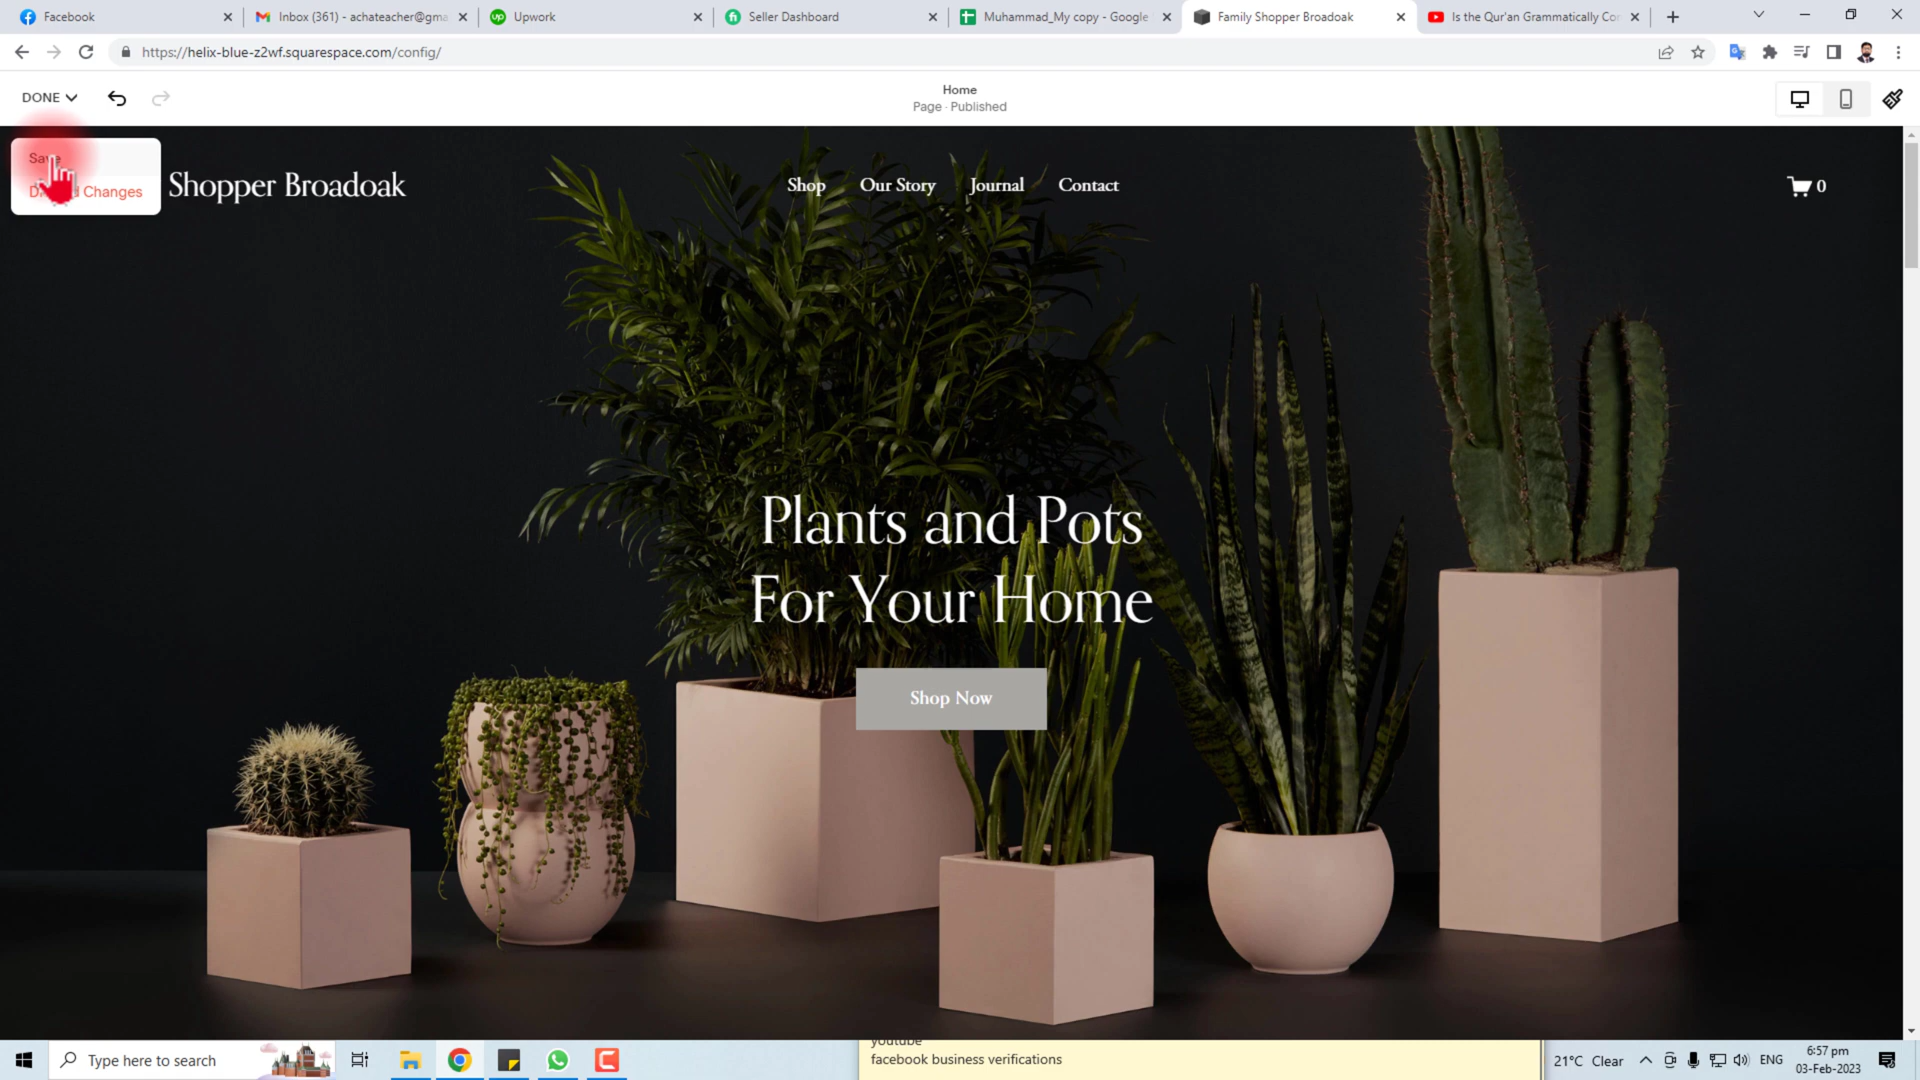 Facebook
Inbox (361) - achateacher@gma
Upwork
Seller Dashboard
Muhammad_My copy - Google
Family Shopper Broadoak
Is the Qur'an Grammatically Cor
https://helix-blue-z2wf.squarespace.com/config/
DONE
Home
Page · Published
Save
Changes
Shopper Broadoak
Shop
Our Story
Journal
Contact
0
Plants and Pots
For Your Home
Shop Now
Type here to search
youtube
facebook business verifications
21°C Clear
ENG
6:57 pm
03-Feb-2023